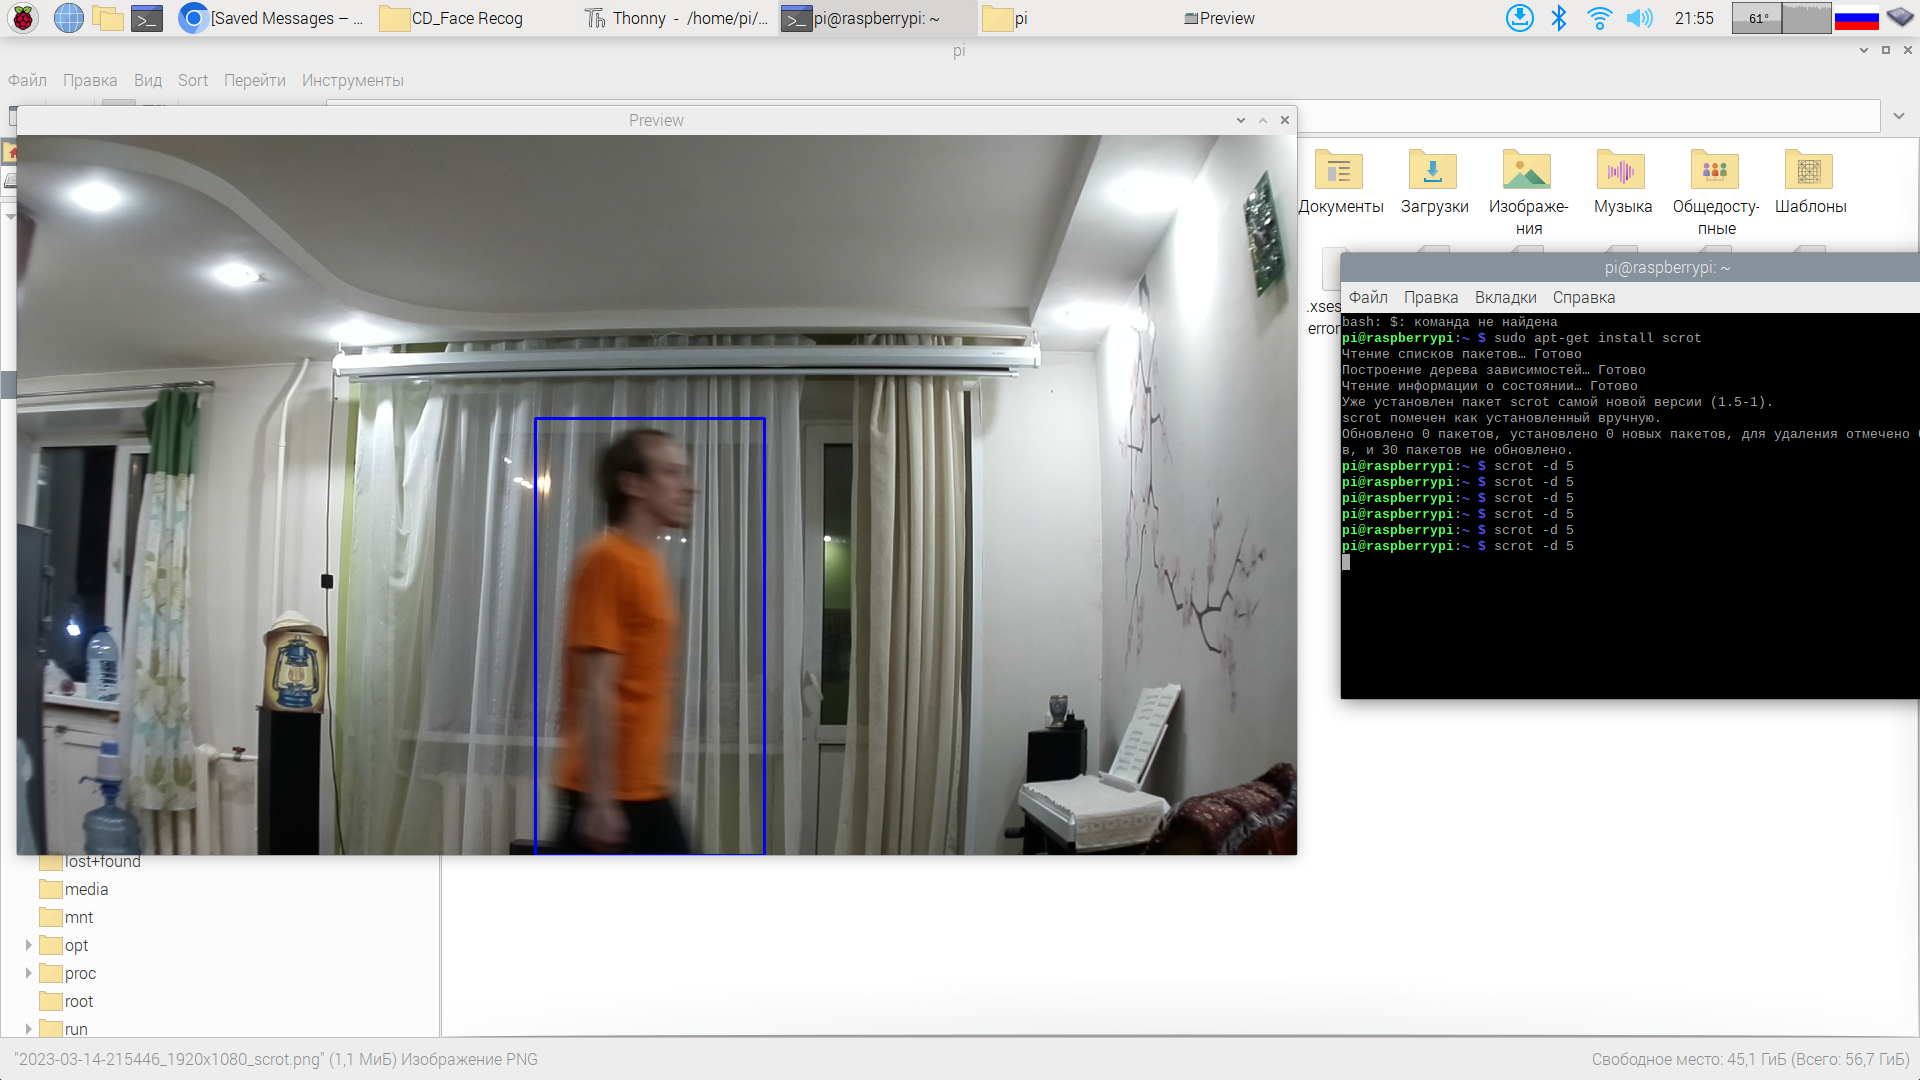 [Saved Messages – ...
CD_Face Recog
Thonny - /home/pi/...
pi@raspberrypi: ~
pi
Preview
21:55
61°
pi
Файл Правка Вид Sort Перейти Инструменты
Preview
Документы
Загрузки
Изображе-
ния
Музыка
Общедосту-
пные
Шаблоны
.xses
error
pi@raspberrypi: ~
Файл Правка Вкладки Справка
bash: $: команда не найдена
pi@raspberrypi:~ $ sudo apt-get install scrot
Чтение списков пакетов… Готово
Построение дерева зависимостей… Готово
Чтение информации о состоянии… Готово
Уже установлен пакет scrot самой новой версии (1.5-1).
scrot помечен как установленный вручную.
Обновлено 0 пакетов, установлено 0 новых пакетов, для удаления отмечено
в, и 30 пакетов не обновлено.
pi@raspberrypi:~ $ scrot -d 5
pi@raspberrypi:~ $ scrot -d 5
pi@raspberrypi:~ $ scrot -d 5
pi@raspberrypi:~ $ scrot -d 5
pi@raspberrypi:~ $ scrot -d 5
pi@raspberrypi:~ $ scrot -d 5
lost+found
media
mnt
opt
proc
root
run
"2023-03-14-215446_1920x1080_scrot.png" (1,1 МиБ) Изображение PNG
Свободное место: 45,1 ГиБ (Всего: 56,7 ГиБ)